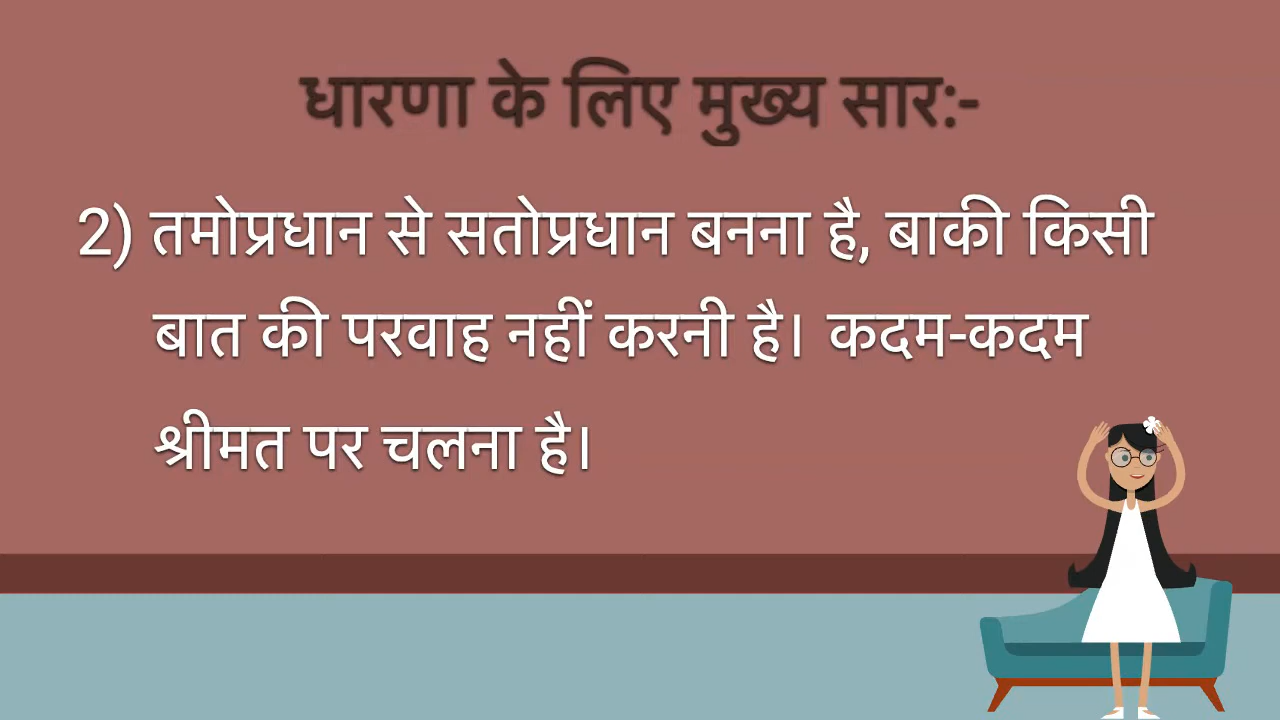 धारणा के लिए मुख्य सार:-
2) तमोप्रधान से सतोप्रधान बनना है, बाकी किसी
बात की परवाह नहीं करनी है। कदम-कदम
श्रीमत पर चलना है।